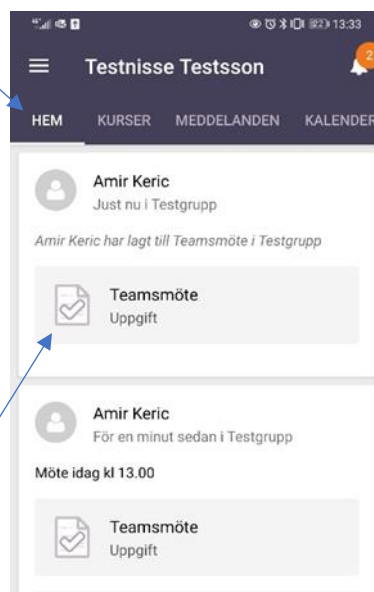 13:33
Testnisse Testsson
2
HEM KURSER MEDDELANDEN KALENDER
Amir Keric
Just nu i Testgrupp
Amir Keric har lagt till Teamsmöte i Testgrupp
Teamsmöte
Uppgift
Amir Keric
För en minut sedan i Testgrupp
Möte idag kl 13.00
Teamsmöte
Uppgift